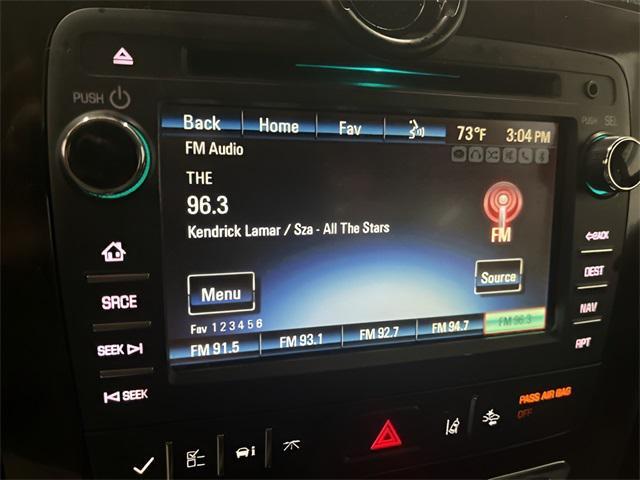 PUSH
PUSH SEL
Back Home Fav 73°F 3:04 PM
FM Audio
THE
96.3
Kendrick Lamar / Sza - All The Stars
FM
Menu
Source
Fav 1 2 3 4 5 6
FM 91.5 FM 93.1 FM 92.7 FM 94.7 FM 96.3
SRCE
SEEK
SEEK
BACK
DEST
NAV
RPT
PASS AIR BAG
OFF